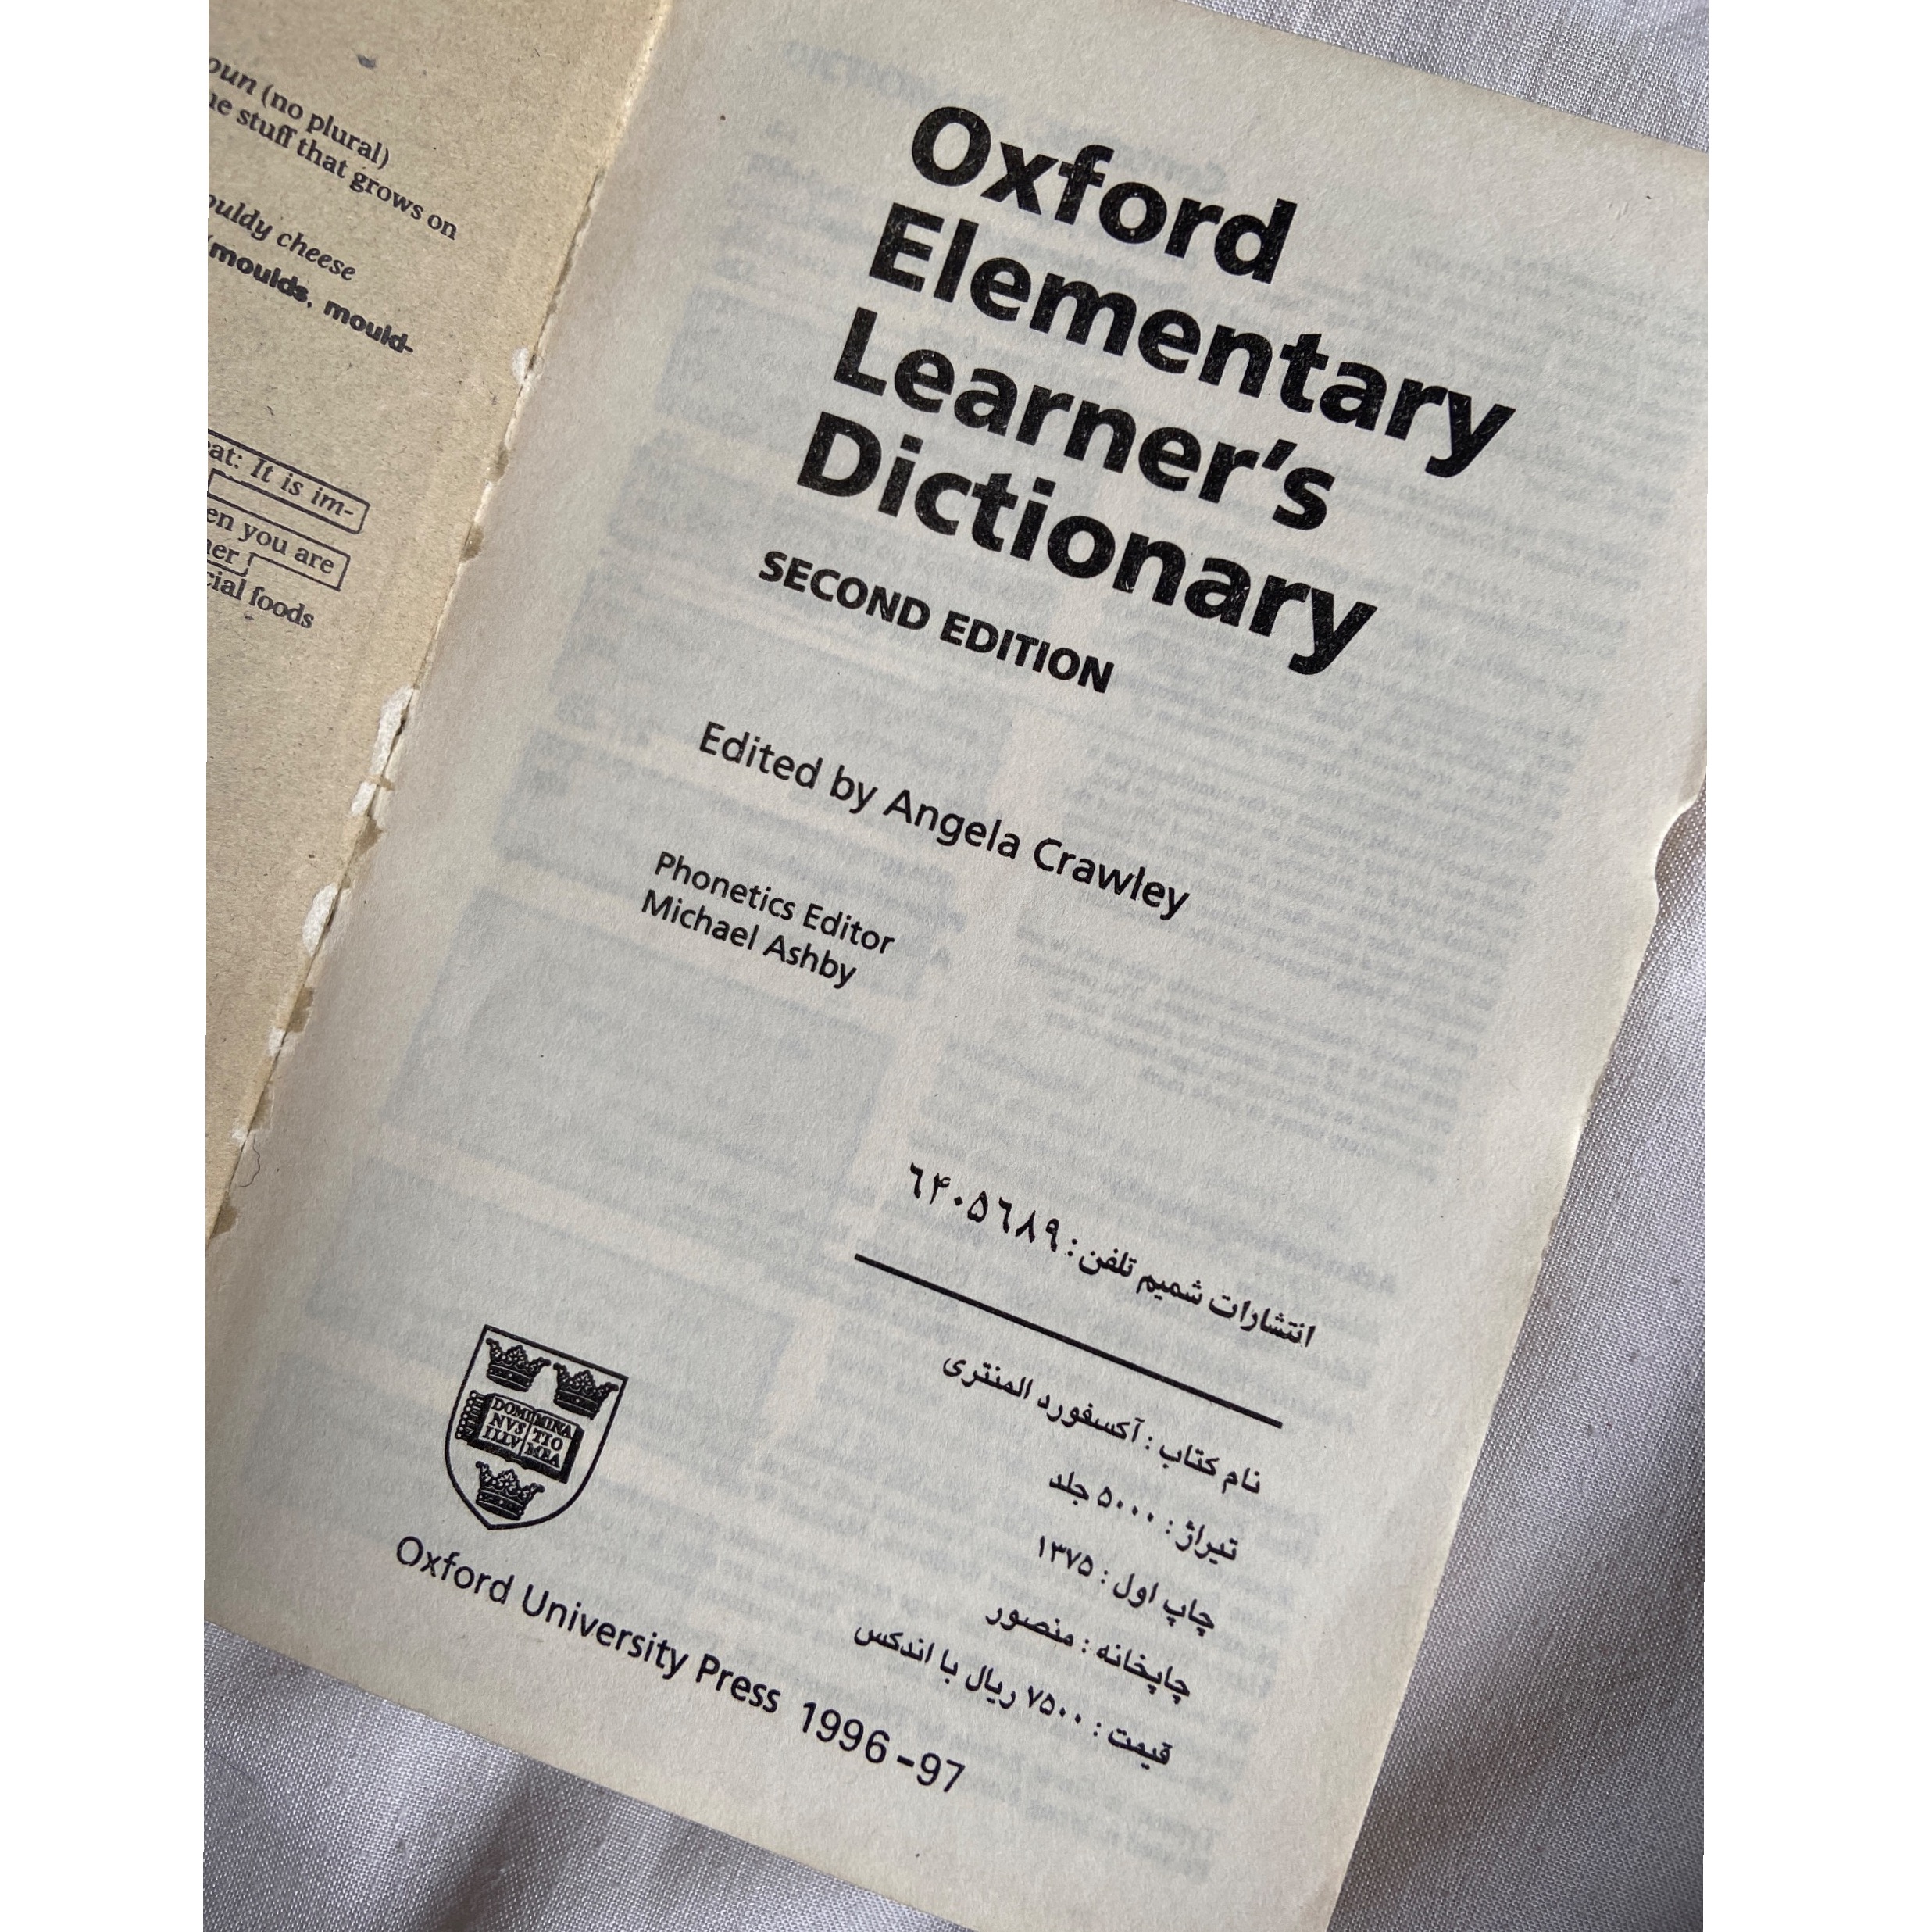 oun (no plural)
ne stuff that grows on
ouldy cheese
(moulds, mould-
eat: It is im-
en you are
ner
cial foods
Oxford
Elementary
Learner's
Dictionary
SECOND EDITION
Edited by Angela Crawley
Phonetics Editor
Michael Ashby
انتشارات شمیم تلفن: ۶۴۰۵۶۸۹
نام کتاب : آکسفورد المنتری
تیراژ : ۵۰۰۰ جلد
چاپ اول : ۱۳۷۵
چاپخانه : منصور
قیمت : ۷۵۰۰ ریال با اندکس
DOMI MINA
NVS TIO
ILLV MEA
Oxford University Press 1996-97